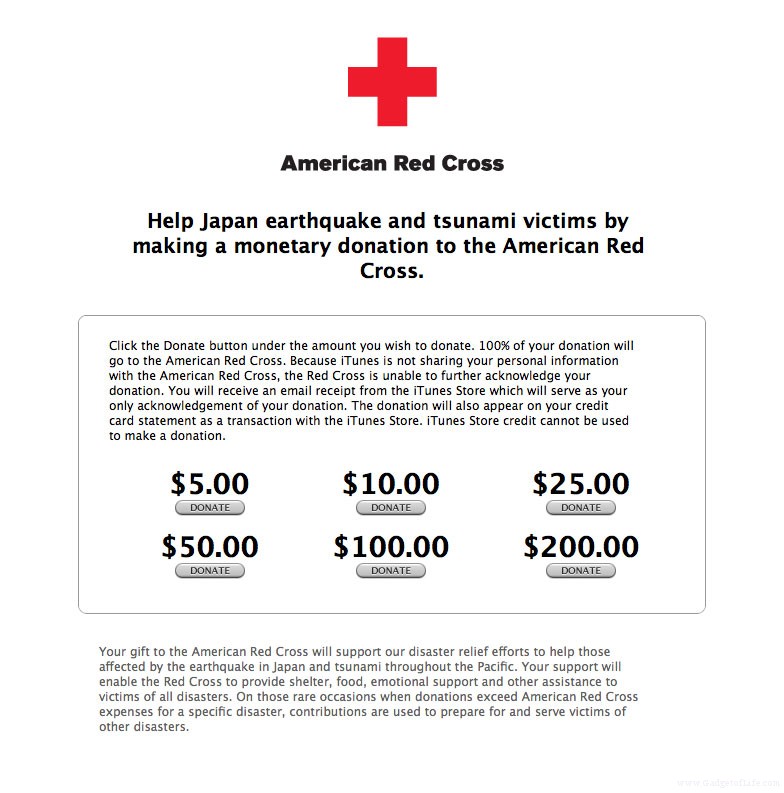 American Red Cross
Help Japan earthquake and tsunami victims by
making a monetary donation to the American Red
Cross.
Click the Donate button under the amount you wish to donate. 100% of your donation will
go to the American Red Cross. Because iTunes is not sharing your personal information
with the American Red Cross, the Red Cross is unable to further acknowledge your
donation. You will receive an email receipt from the iTunes Store which will serve as your
only acknowledgement of your donation. The donation will also appear on your credit
card statement as a transaction with the iTunes Store. iTunes Store credit cannot be used
to make a donation.
$5.00 $10.00 $25.00
DONATE DONATE DONATE
$50.00 $100.00 $200.00
DONATE DONATE DONATE
Your gift to the American Red Cross will support our disaster relief efforts to help those
affected by the earthquake in Japan and tsunami throughout the Pacific. Your support will
enable the Red Cross to provide shelter, food, emotional support and other assistance to
victims of all disasters. On those rare occasions when donations exceed American Red Cross
expenses for a specific disaster, contributions are used to prepare for and serve victims of
other disasters.